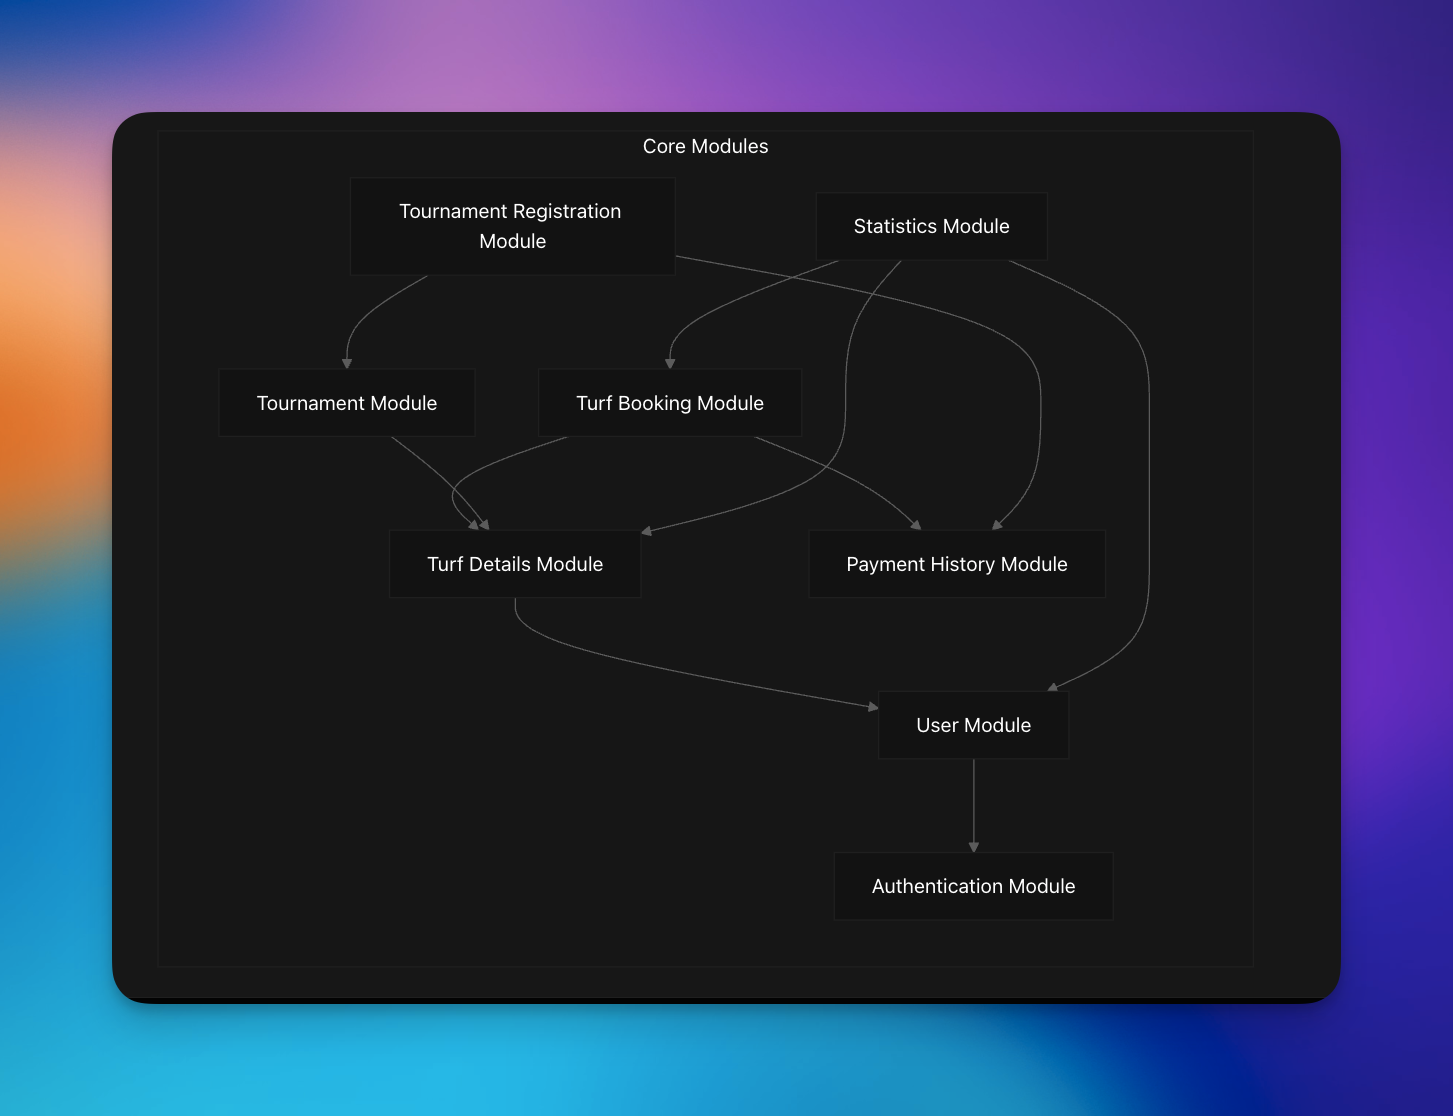 Core Modules
Tournament Registration
Module
Statistics Module
Tournament Module
Turf Booking Module
Turf Details Module
Payment History Module
User Module
Authentication Module